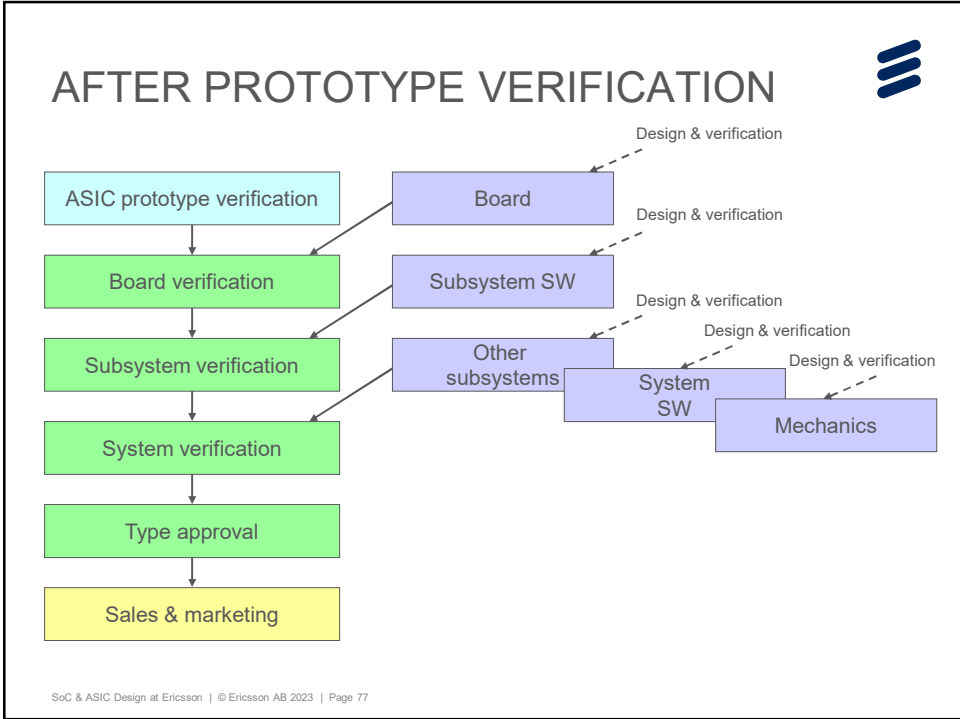 AFTER PROTOTYPE VERIFICATION
Design & verification
ASIC prototype verification
Board
Design & verification
Board verification
Subsystem SW
Design & verification
Design & verification
Design & verification
Subsystem verification
Other
subsystems
System
SW
Mechanics
System verification
Type approval
Sales & marketing
SoC & ASIC Design at Ericsson | © Ericsson AB 2023 | Page 77